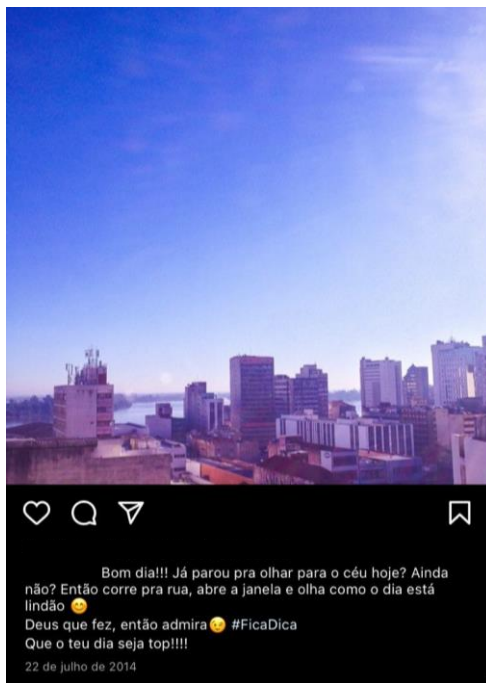 Bom dia!!! Já parou pra olhar para o céu hoje? Ainda
não? Então corre pra rua, abre a janela e olha como o dia está
lindão 😊
Deus que fez, então admira😉 #FicaDica
Que o teu dia seja top!!!!
22 de julho de 2014